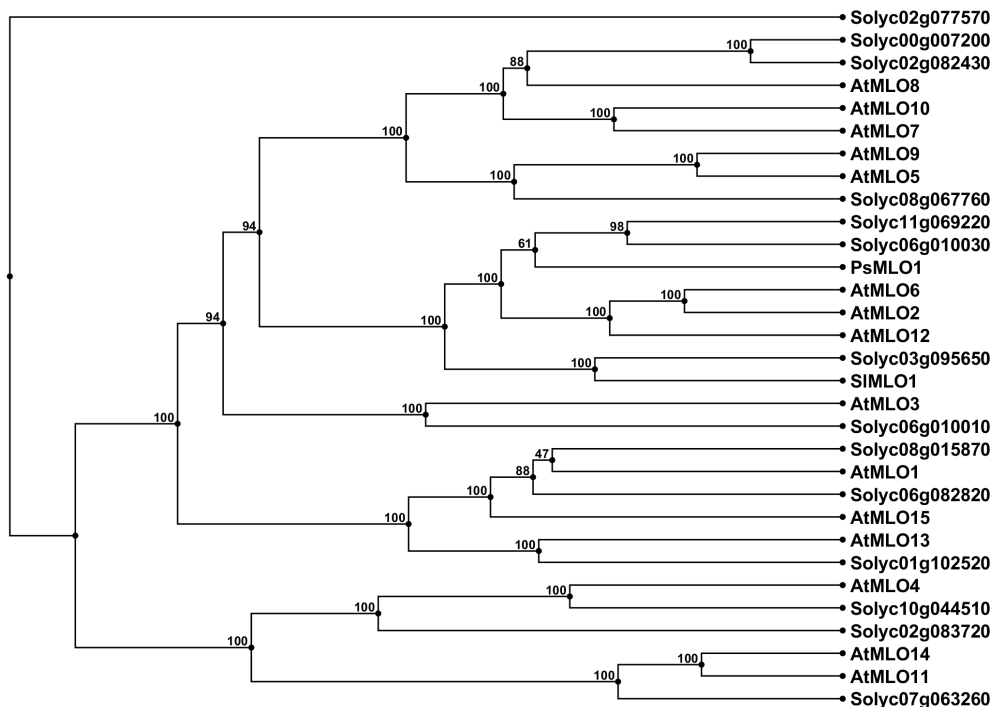 Solyc02g077570
Solyc00g007200
100
Solyc02g082430
88
AtMLO8
100
AtMLO10
100
AtMLO7
100
AtMLO9
100
AtMLO5
100
Solyc08g067760
94
Solyc11g069220
98
Solyc06g010030
61
PsMLO1
100
AtMLO6
100
AtMLO2
100
AtMLO12
94
100
Solyc03g095650
100
SlMLO1
AtMLO3
100
Solyc06g010010
100
Solyc08g015870
47
AtMLO1
88
Solyc06g082820
100
AtMLO15
100
AtMLO13
100
Solyc01g102520
AtMLO4
100
Solyc10g044510
100
Solyc02g083720
100
AtMLO14
100
AtMLO11
100
Solyc07g063260